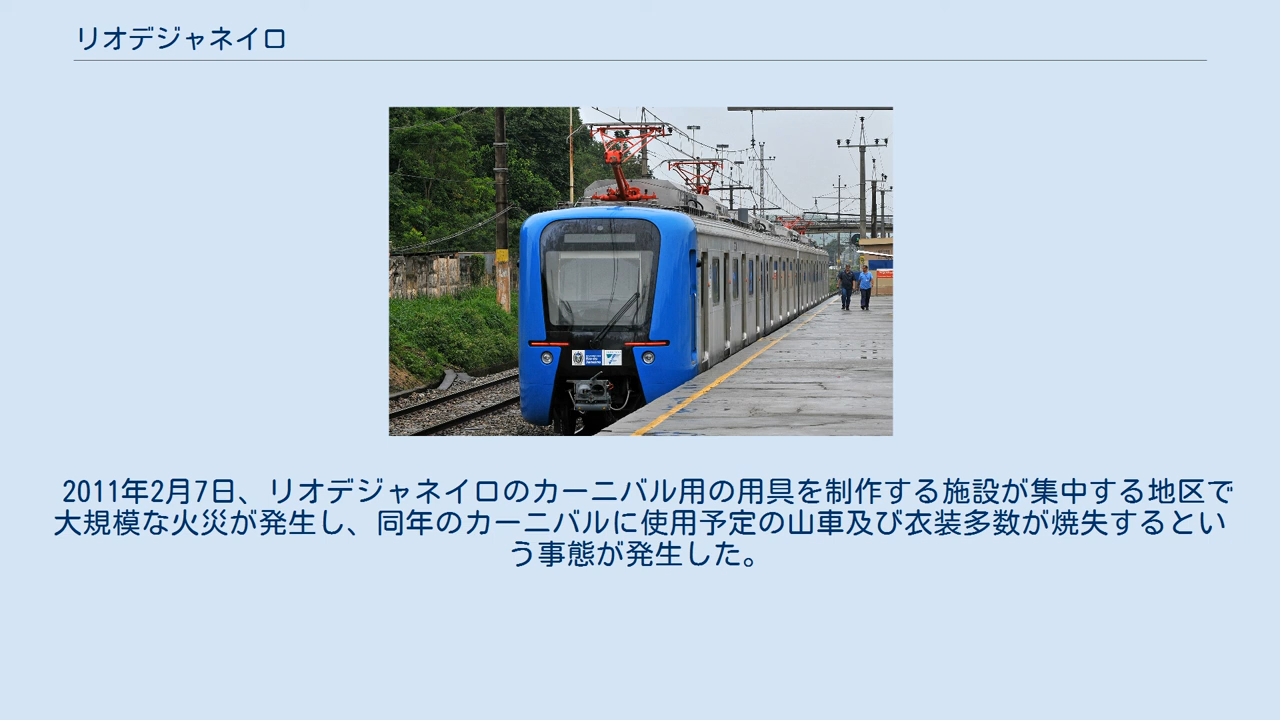 リオデジャネイロ
2011年2月7日、リオデジャネイロのカーニバル用の用具を制作する施設が集中する地区で
大規模な火災が発生し、同年のカーニバルに使用予定の山車及び衣装多数が焼失するとい
う事態が発生した。